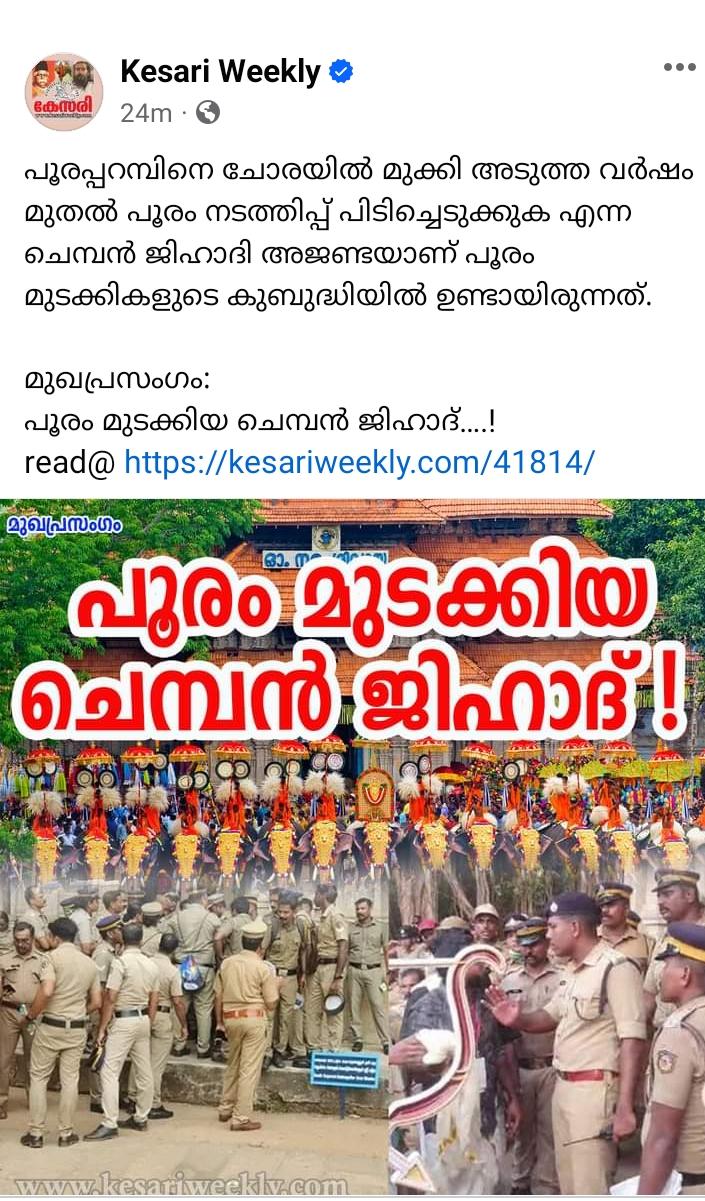 കേസരി
Kesari Weekly
24m
പൂരപ്പറമ്പിനെ ചോരയിൽ മുക്കി അടുത്ത വർഷം
മുതൽ പൂരം നടത്തിപ്പ് പിടിച്ചെടുക്കുക എന്ന
ചെമ്പൻ ജിഹാദി അജണ്ടയാണ് പൂരം
മുടക്കികളുടെ കുബുദ്ധിയിൽ ഉണ്ടായിരുന്നത്.
മുഖപ്രസംഗം:
പൂരം മുടക്കിയ ചെമ്പൻ ജിഹാദ്....!
read@ https://kesariweekly.com/41814/
മുഖപ്രസംഗം
പൂരം മുടക്കിയ
ചെമ്പൻ ജിഹാദ് !
www.kesariweekly.com